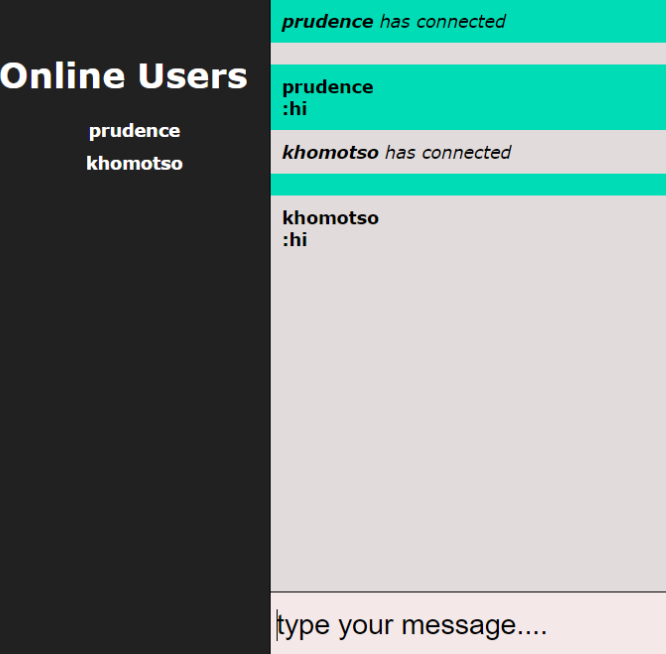 Online Users
prudence
khomotso
prudence has connected
prudence
:hi
khomotso has connected
khomotso
:hi
type your message....